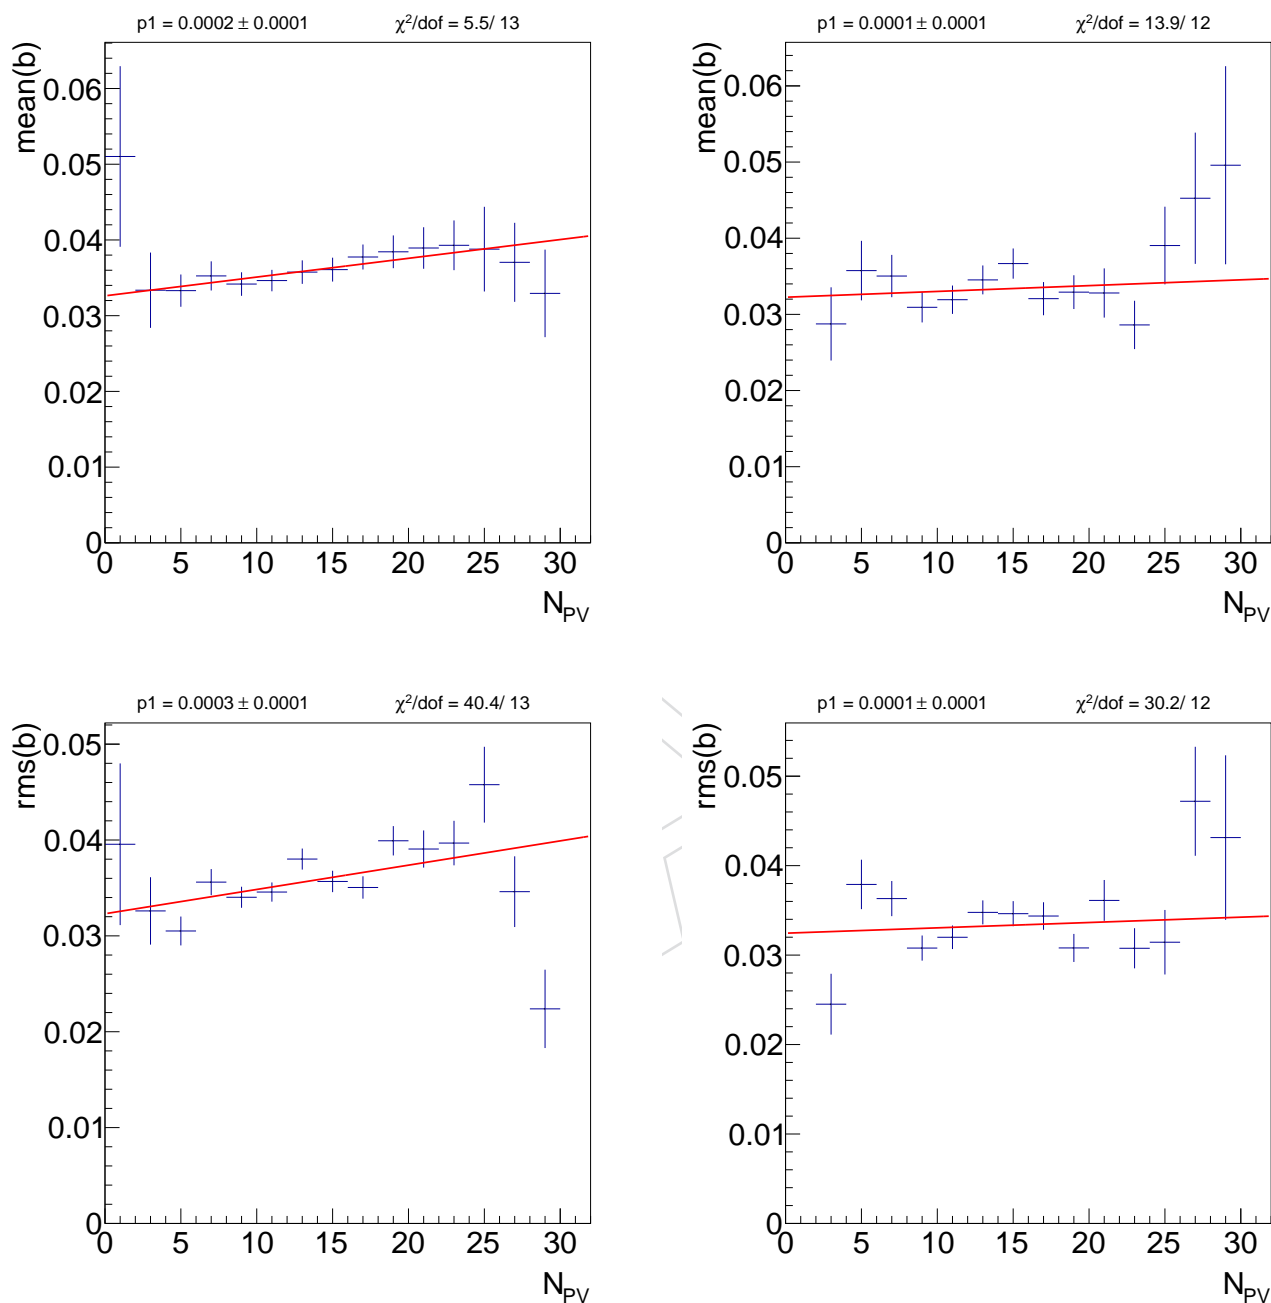 p1 = 0.0002 ± 0.0001 χ²/dof = 5.5/ 13
mean(b)
0.06
0.05
0.04
0.03
0.02
0.01
0
0 5 10 15 20 25 30
N_PV
p1 = 0.0001 ± 0.0001 χ²/dof = 13.9/ 12
mean(b)
0.06
0.05
0.04
0.03
0.02
0.01
0
0 5 10 15 20 25 30
N_PV
p1 = 0.0003 ± 0.0001 χ²/dof = 40.4/ 13
rms(b)
0.05
0.04
0.03
0.02
0.01
0
0 5 10 15 20 25 30
N_PV
p1 = 0.0001 ± 0.0001 χ²/dof = 30.2/ 12
rms(b)
0.05
0.04
0.03
0.02
0.01
0
0 5 10 15 20 25 30
N_PV